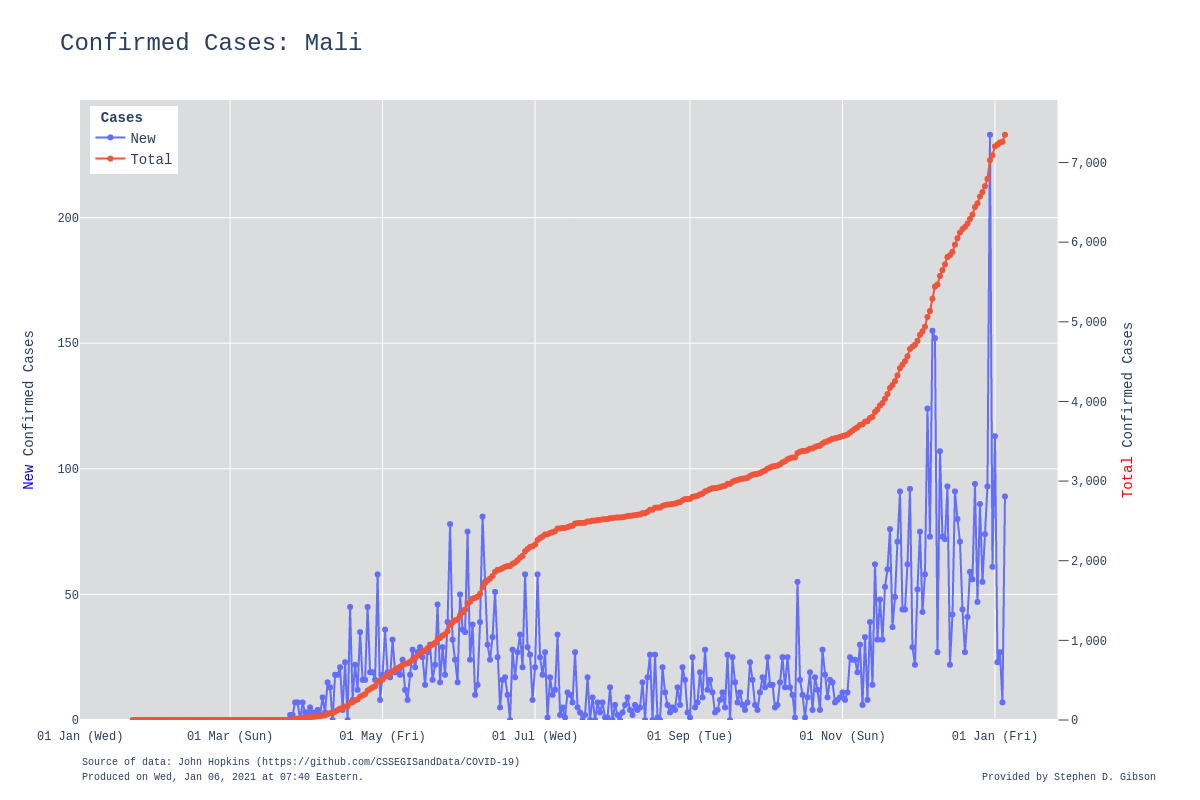 Confirmed Cases: Mali
Cases
New
Total
200
150
100
50
0
7,000
6,000
5,000
4,000
3,000
2,000
1,000
0
New Confirmed Cases
Total Confirmed Cases
01 Jan (Wed)
01 Mar (Sun)
01 May (Fri)
01 Jul (Wed)
01 Sep (Tue)
01 Nov (Sun)
01 Jan (Fri)
Source of data: John Hopkins (https://github.com/CSSEGISandData/COVID-19)
Produced on Wed, Jan 06, 2021 at 07:40 Eastern.
Provided by Stephen D. Gibson